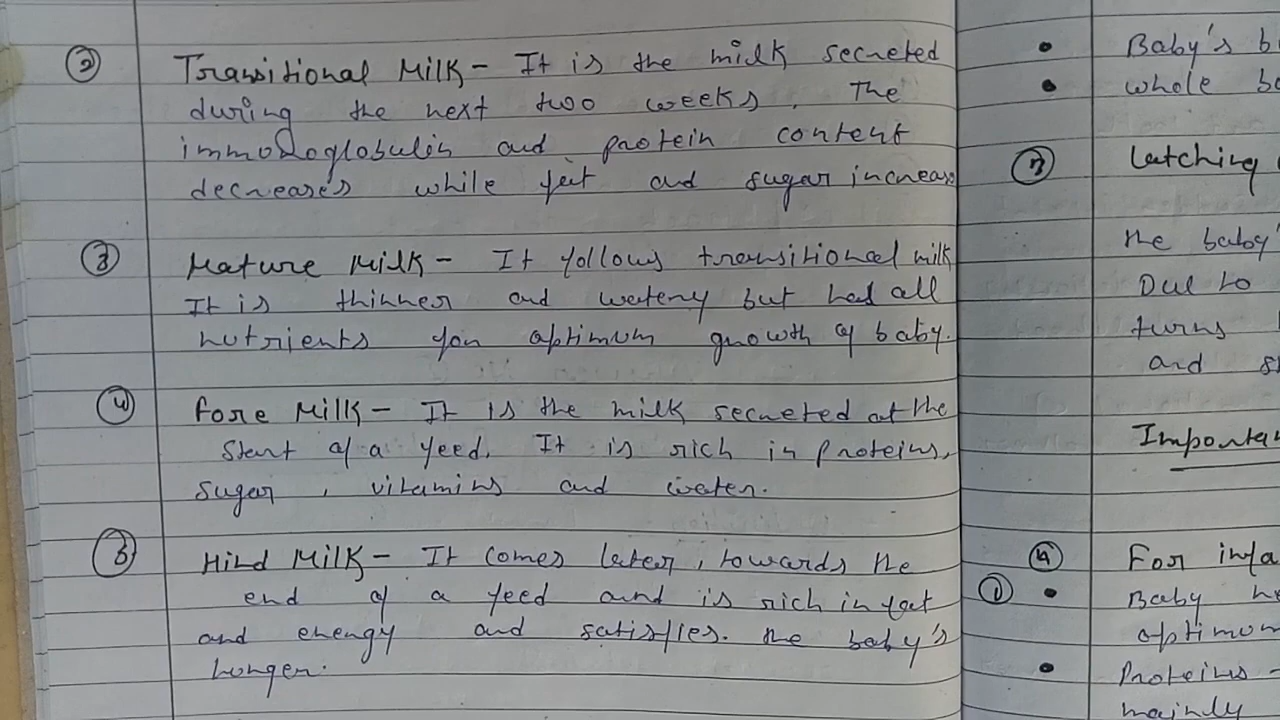 ② Transitional Milk - It is the milk secreted
during the next two weeks. The
immunoglobulin and protein content
decreases while fat and sugar increase
③ Mature Milk - It follows transitional milk
It is thinner and watery but had all
nutrients for optimum growth of baby.
④ Fore Milk - It is the milk secreted at the
start of a feed. It is rich in proteins,
sugar, vitamins and water.
⑤ Hind Milk - It comes later, towards the
end of a feed and is rich in fat
and energy and satisfies. the baby's
hunger.
• Baby's
• whole
③ Latching
the baby's
Due to
turns
and
④ For
① • Baby
• Proteins -
mainly